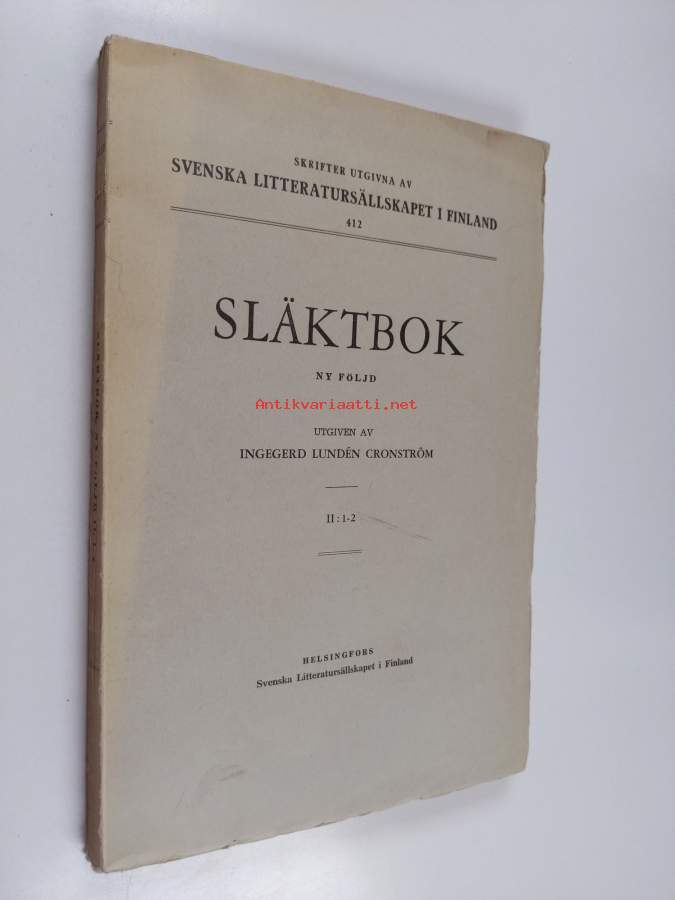 SKRIFTER UTGIVNA AV
SVENSKA LITTERATURSÄLLSKAPET I FINLAND
412
SLÄKTBOK
NY FÖLJD
Antikvariaatti.net
UTGIVEN AV
INGEGERD LUNDÉN CRONSTRÖM
II : 1-2
HELSINGFORS
Svenska Litteratursällskapet i Finland